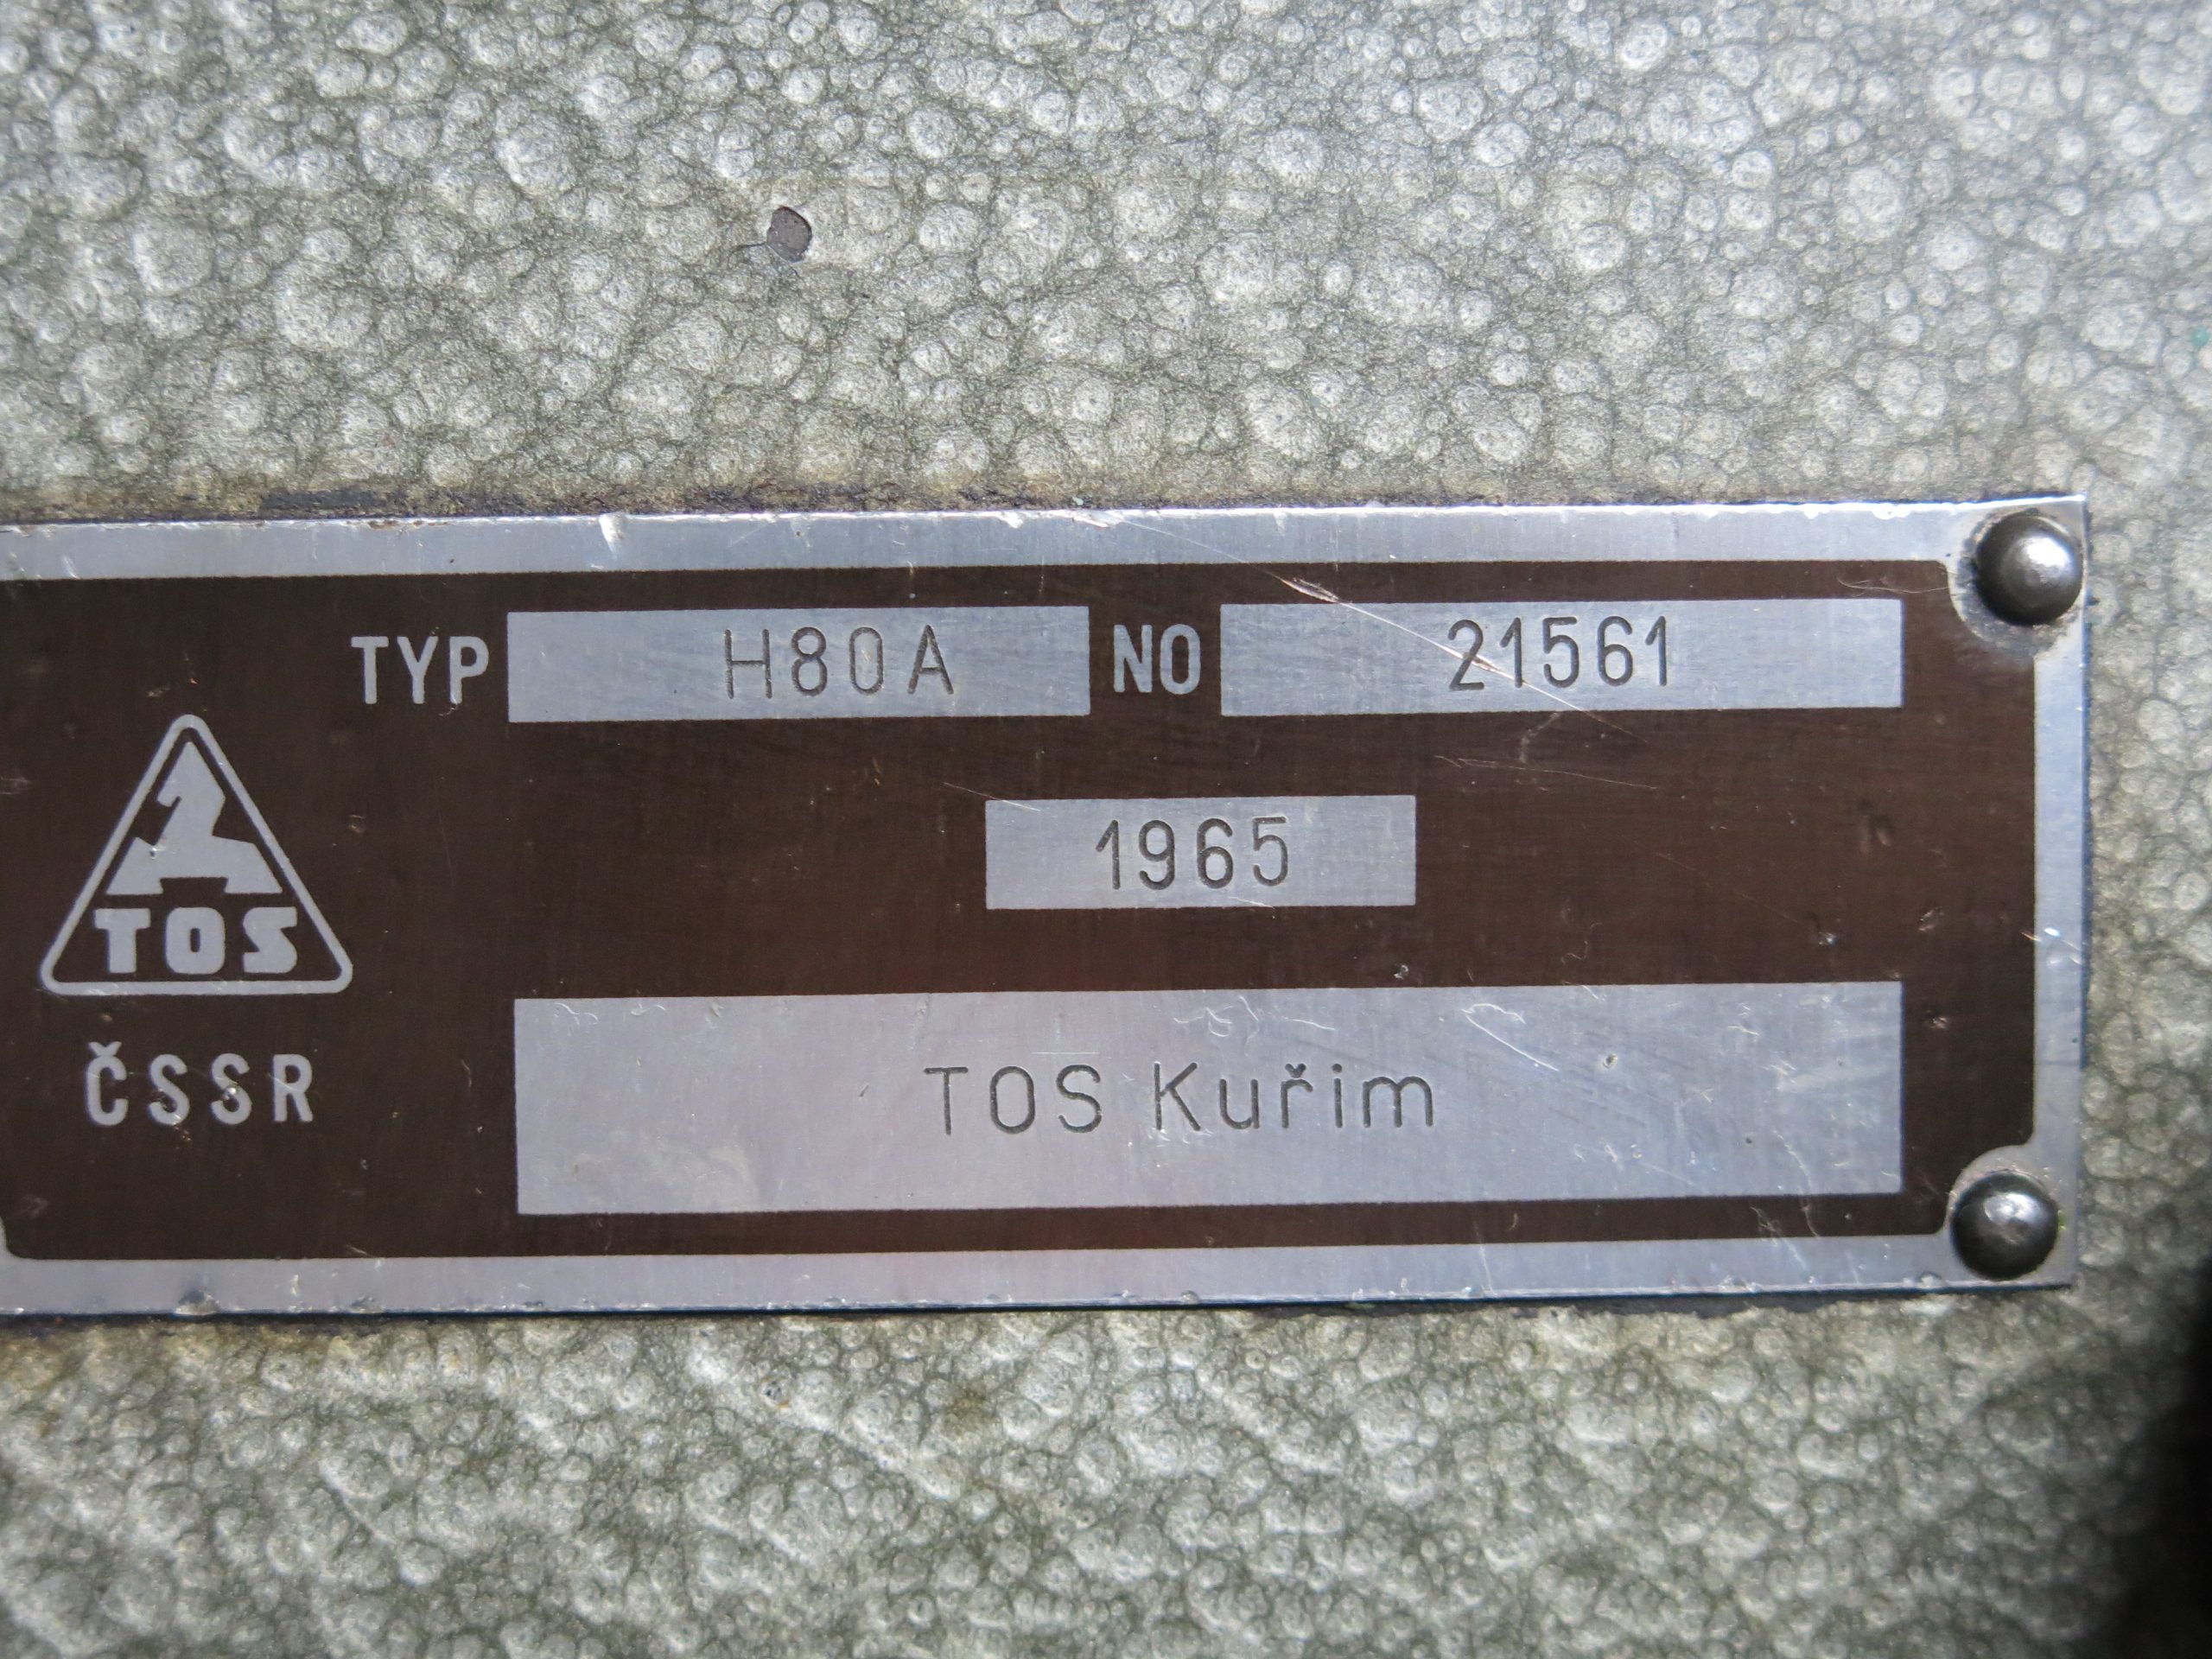 TYP H80A NO 21561
1965
TOS
ČSSR
TOS Kuřim